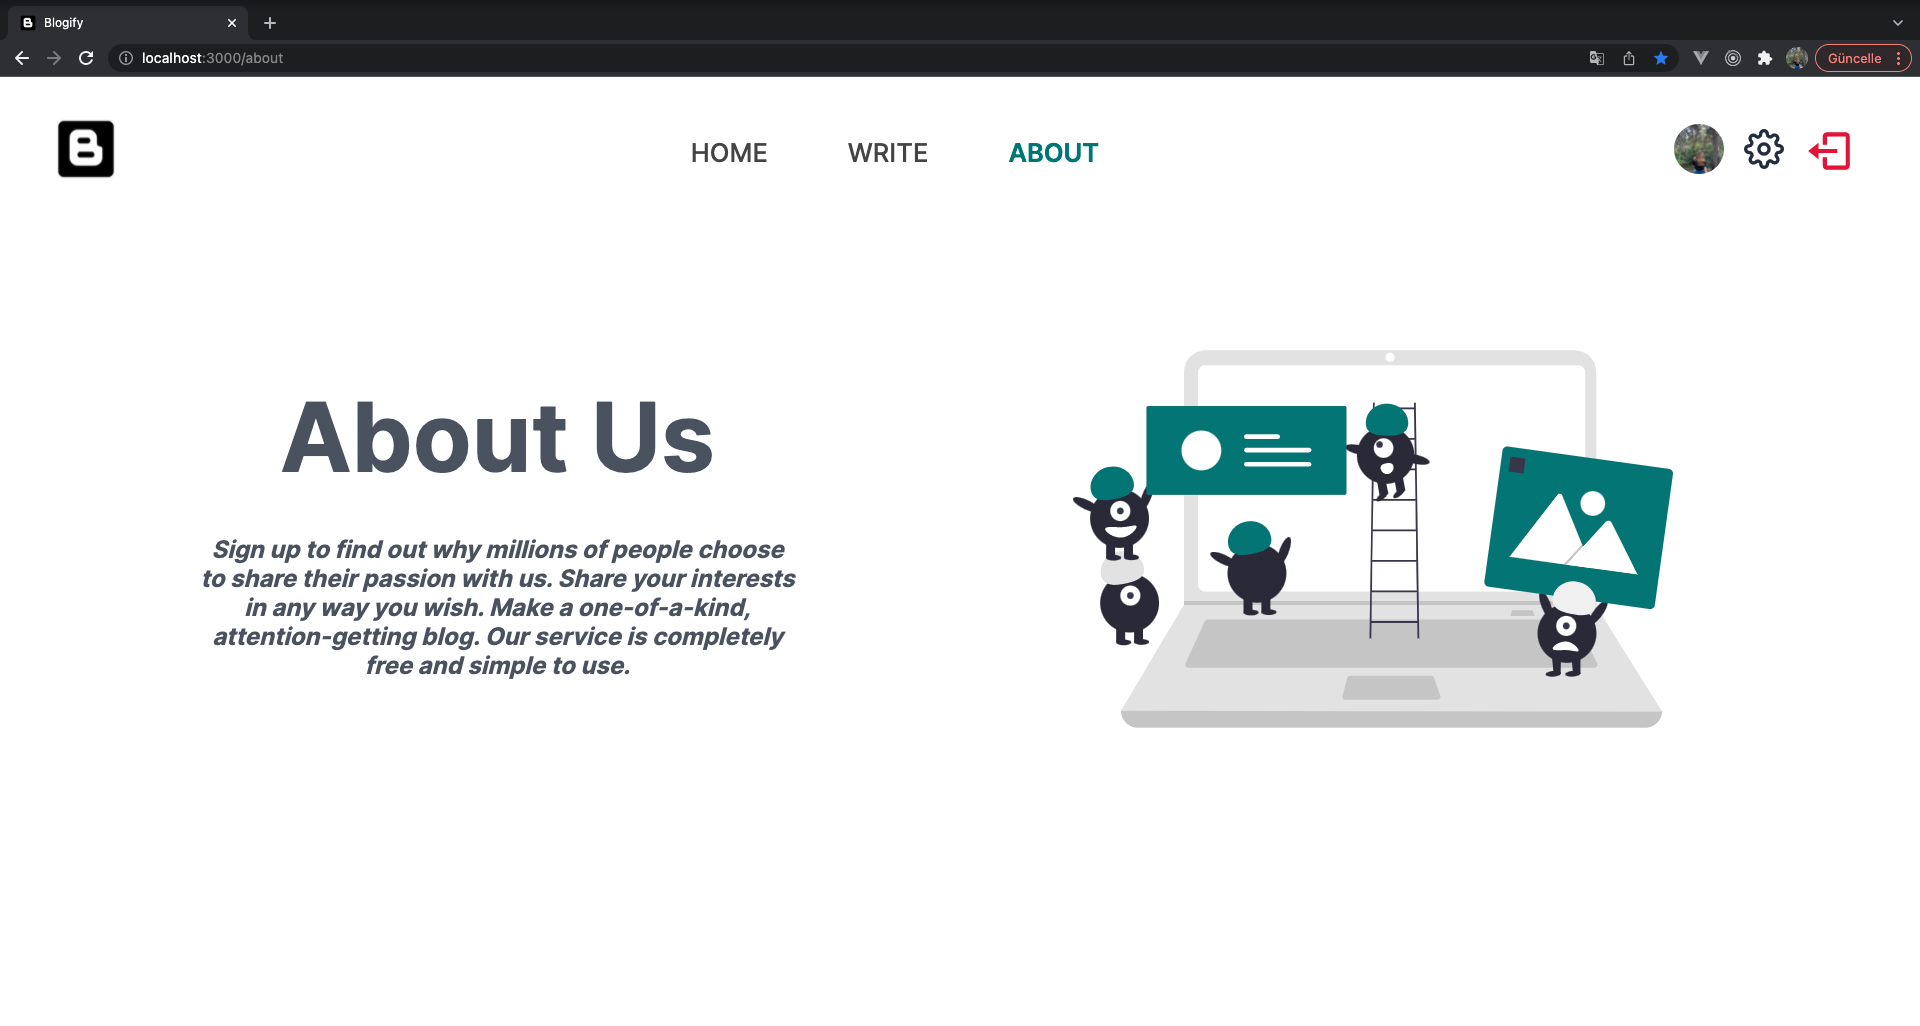 Blogify
localhost:3000/about
Güncelle
B
HOME WRITE ABOUT
About Us
Sign up to find out why millions of people choose
to share their passion with us. Share your interests
in any way you wish. Make a one-of-a-kind,
attention-getting blog. Our service is completely
free and simple to use.